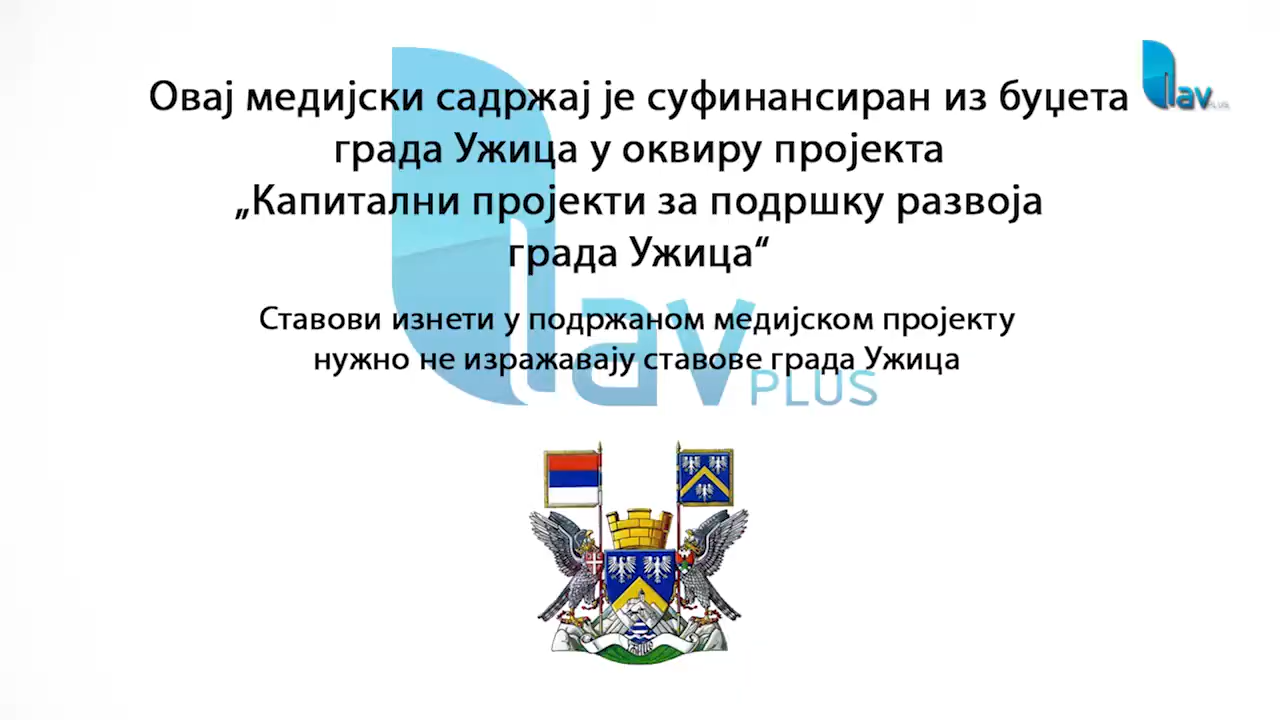 Овај медијски садржај је суфинансиран из буџета
града Ужица у оквиру пројекта
„Капитални пројекти за подршку развоја
града Ужица“
Ставови изнети у подржаном медијском пројекту
нужно не изражавају ставове града Ужица
lav PLUS
lav PLUS